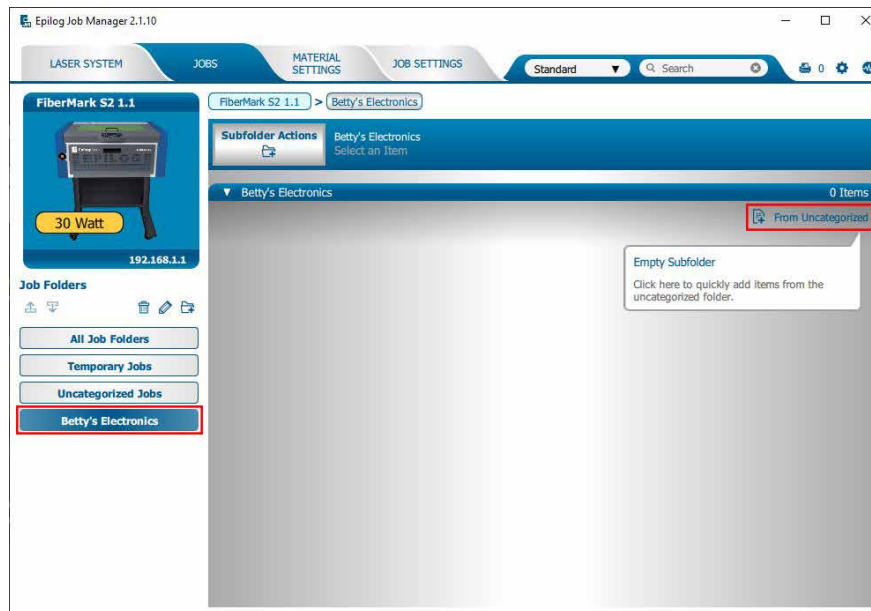 Epilog Job Manager 2.1.10
LASER SYSTEM
JOBS
MATERIAL
SETTINGS
JOB SETTINGS
Standard
Search
0
FiberMark S2 1.1
EPILOG
30 Watt
192.168.1.1
Job Folders
All Job Folders
Temporary Jobs
Uncategorized Jobs
Betty's Electronics
FiberMark S2 1.1 > Betty's Electronics
Subfolder Actions
Betty's Electronics
Select an Item
Betty's Electronics
0 Items
From Uncategorized
Empty Subfolder
Click here to quickly add items from the
uncategorized folder.